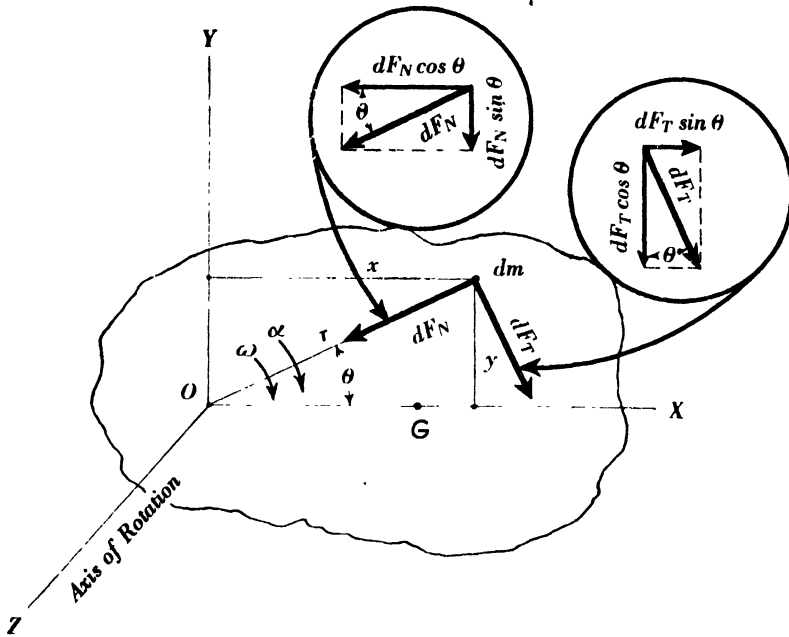 Y
dF_N cos θ
θ
dF_N
dF_N sin θ
dF_T sin θ
dF_T cos θ
dF_T
θ
x
dm
dF_N
dF_T
r
α
ω
y
θ
O
X
G
Axis of Rotation
Z